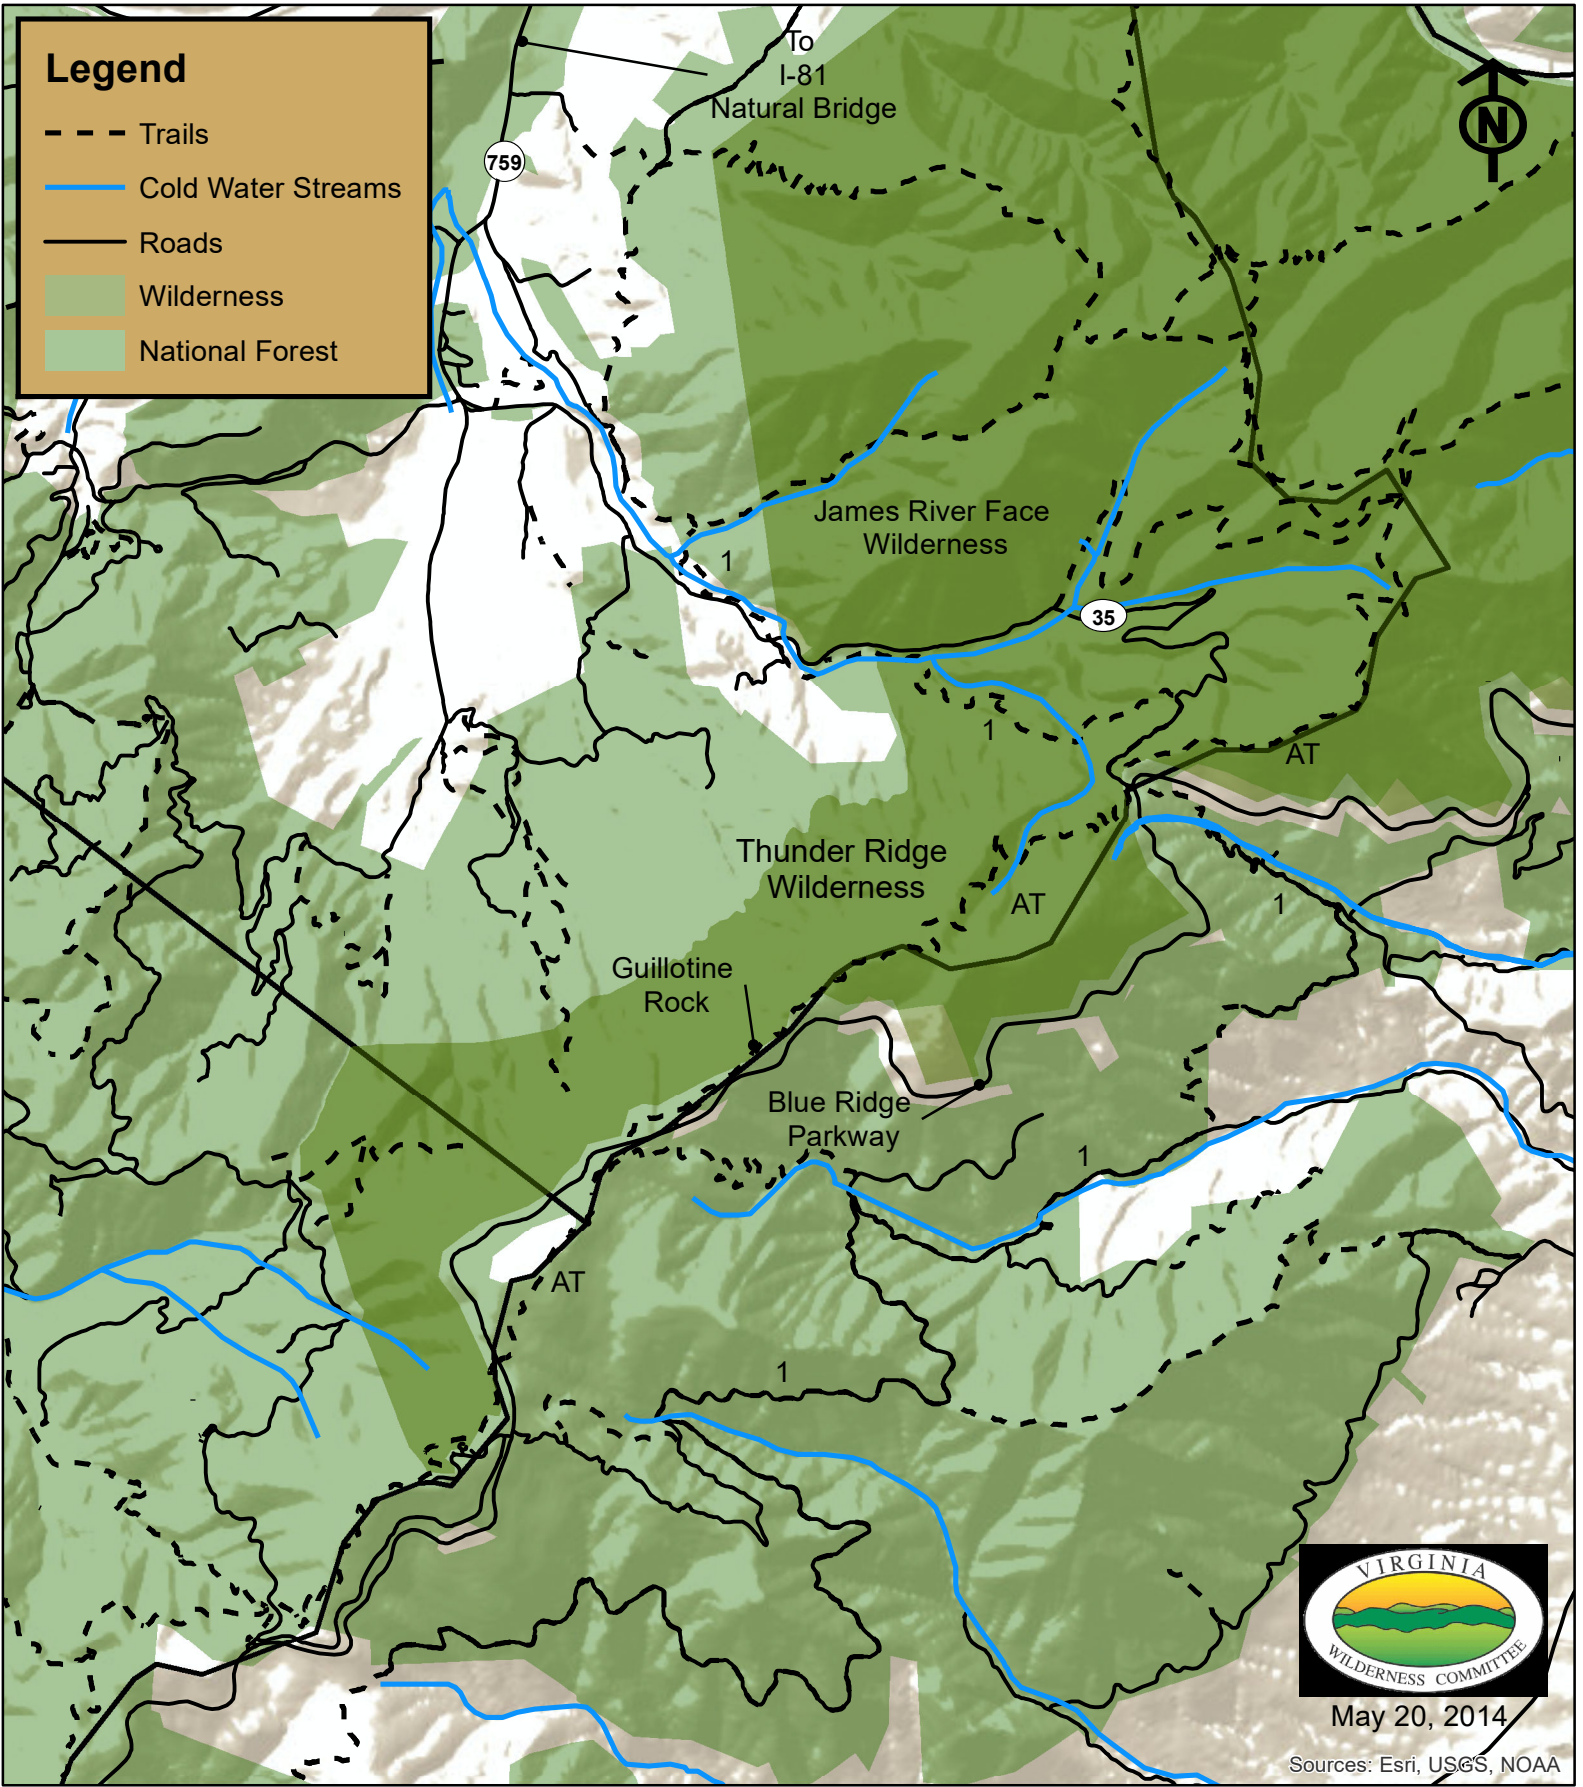 Legend
Trails
Cold Water Streams
Roads
Wilderness
National Forest
To
I-81
Natural Bridge
N
759
James River Face
Wilderness
1
35
1
AT
Thunder Ridge
Wilderness
AT
1
Guillotine
Rock
Blue Ridge
Parkway
1
AT
1
VIRGINIA
WILDERNESS COMMITTEE
May 20, 2014
Sources: Esri, USGS, NOAA